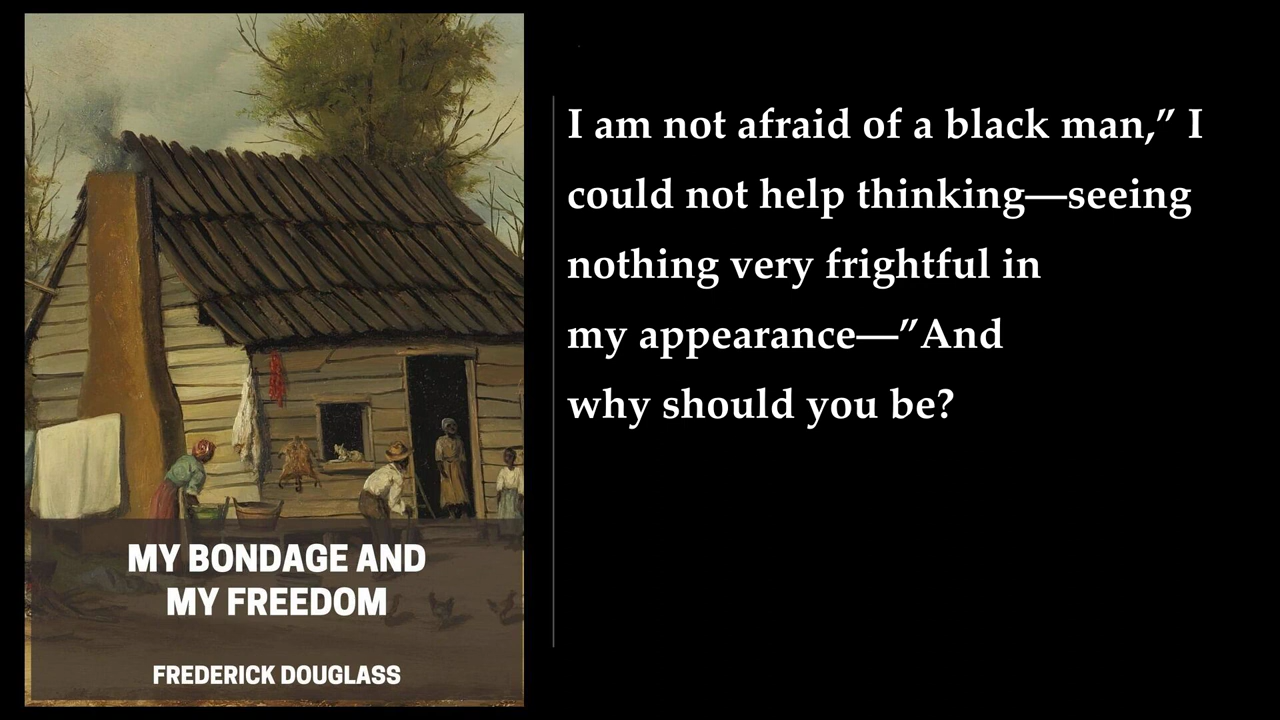 MY BONDAGE AND
MY FREEDOM
FREDERICK DOUGLASS
I am not afraid of a black man,” I
could not help thinking—seeing
nothing very frightful in
my appearance—”And
why should you be?